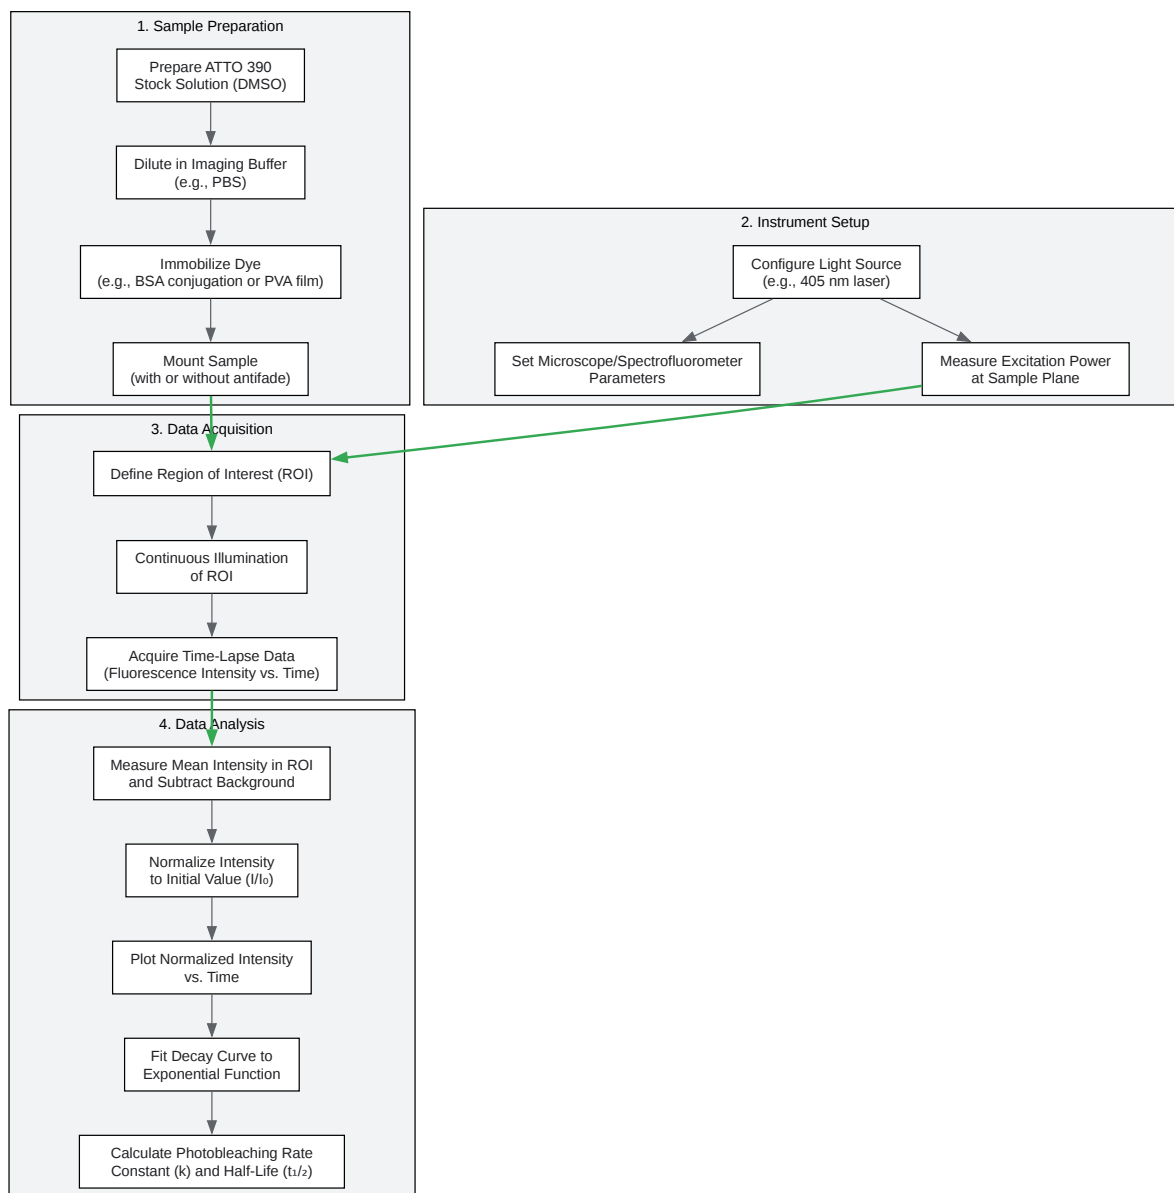 1. Sample Preparation
Prepare ATTO 390
Stock Solution (DMSO)
Dilute in Imaging Buffer
(e.g., PBS)
Immobilize Dye
(e.g., BSA conjugation or PVA film)
Mount Sample
(with or without antifade)
2. Instrument Setup
Configure Light Source
(e.g., 405 nm laser)
Set Microscope/Spectrofluorometer
Parameters
Measure Excitation Power
at Sample Plane
3. Data Acquisition
Define Region of Interest (ROI)
Continuous Illumination
of ROI
Acquire Time-Lapse Data
(Fluorescence Intensity vs. Time)
4. Data Analysis
Measure Mean Intensity in ROI
and Subtract Background
Normalize Intensity
to Initial Value (I/I₀)
Plot Normalized Intensity
vs. Time
Fit Decay Curve to
Exponential Function
Calculate Photobleaching Rate
Constant (k) and Half-Life (t₁/₂)